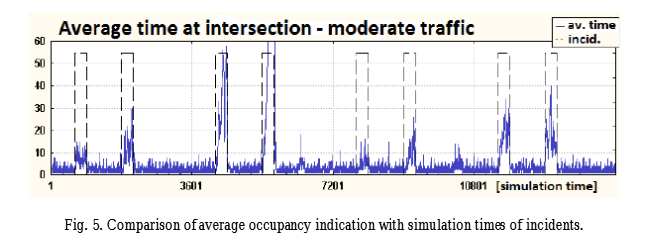 Average time at intersection - moderate traffic
av. time
incid.
60
50
40
30
20
10
0
1 3601 7201 10801 [simulation time]
Fig. 5. Comparison of average occupancy indication with simulation times of incidents.